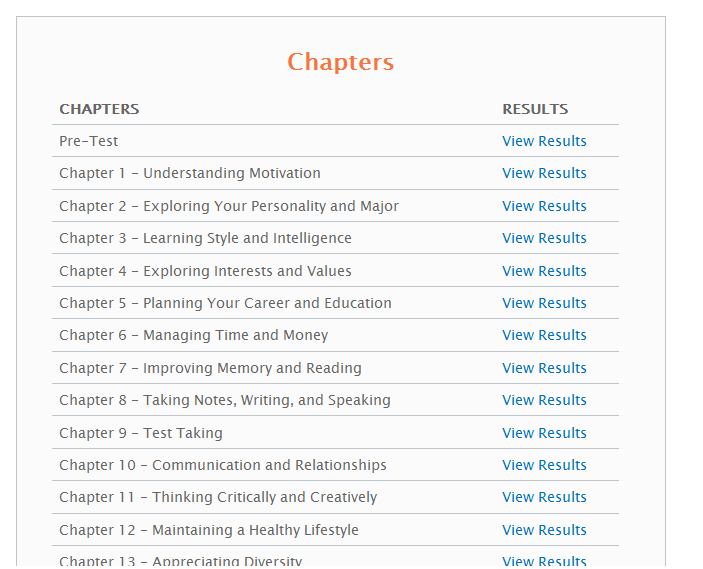 Chapters
CHAPTERS RESULTS
Pre-Test View Results
Chapter 1 - Understanding Motivation View Results
Chapter 2 - Exploring Your Personality and Major View Results
Chapter 3 - Learning Style and Intelligence View Results
Chapter 4 - Exploring Interests and Values View Results
Chapter 5 - Planning Your Career and Education View Results
Chapter 6 - Managing Time and Money View Results
Chapter 7 - Improving Memory and Reading View Results
Chapter 8 - Taking Notes, Writing, and Speaking View Results
Chapter 9 - Test Taking View Results
Chapter 10 - Communication and Relationships View Results
Chapter 11 - Thinking Critically and Creatively View Results
Chapter 12 - Maintaining a Healthy Lifestyle View Results
Chapter 13 - Appreciating Diversity View Results